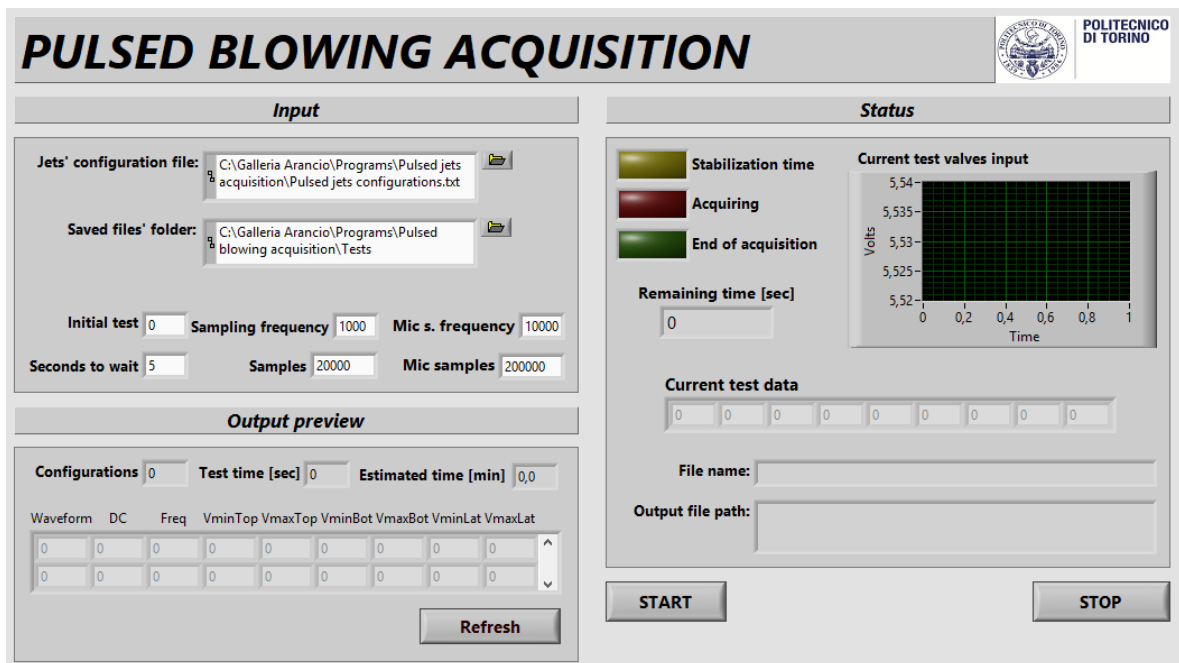 PULSED BLOWING ACQUISITION
POLITECNICO
DI TORINO
Input
Jets' configuration file:
C:\Galleria Arancio\Programs\Pulsed jets
acquisition\Pulsed jets configurations.txt
Saved files' folder:
C:\Galleria Arancio\Programs\Pulsed
blowing acquisition\Tests
Initial test 0 Sampling frequency 1000 Mic s. frequency 10000
Seconds to wait 5 Samples 20000 Mic samples 200000
Output preview
Configurations 0 Test time [sec] 0 Estimated time [min] 0,0
Waveform DC Freq VminTop VmaxTop VminBot VmaxBot VminLat VmaxLat
0 0 0 0 0 0 0 0 0
0 0 0 0 0 0 0 0 0
Refresh
Status
Stabilization time
Acquiring
End of acquisition
Remaining time [sec]
0
Current test valves input
Volts
5,54
5,535
5,53
5,525
5,52
0 0,2 0,4 0,6 0,8 1
Time
Current test data
0 0 0 0 0 0 0 0 0
File name:
Output file path:
START
STOP